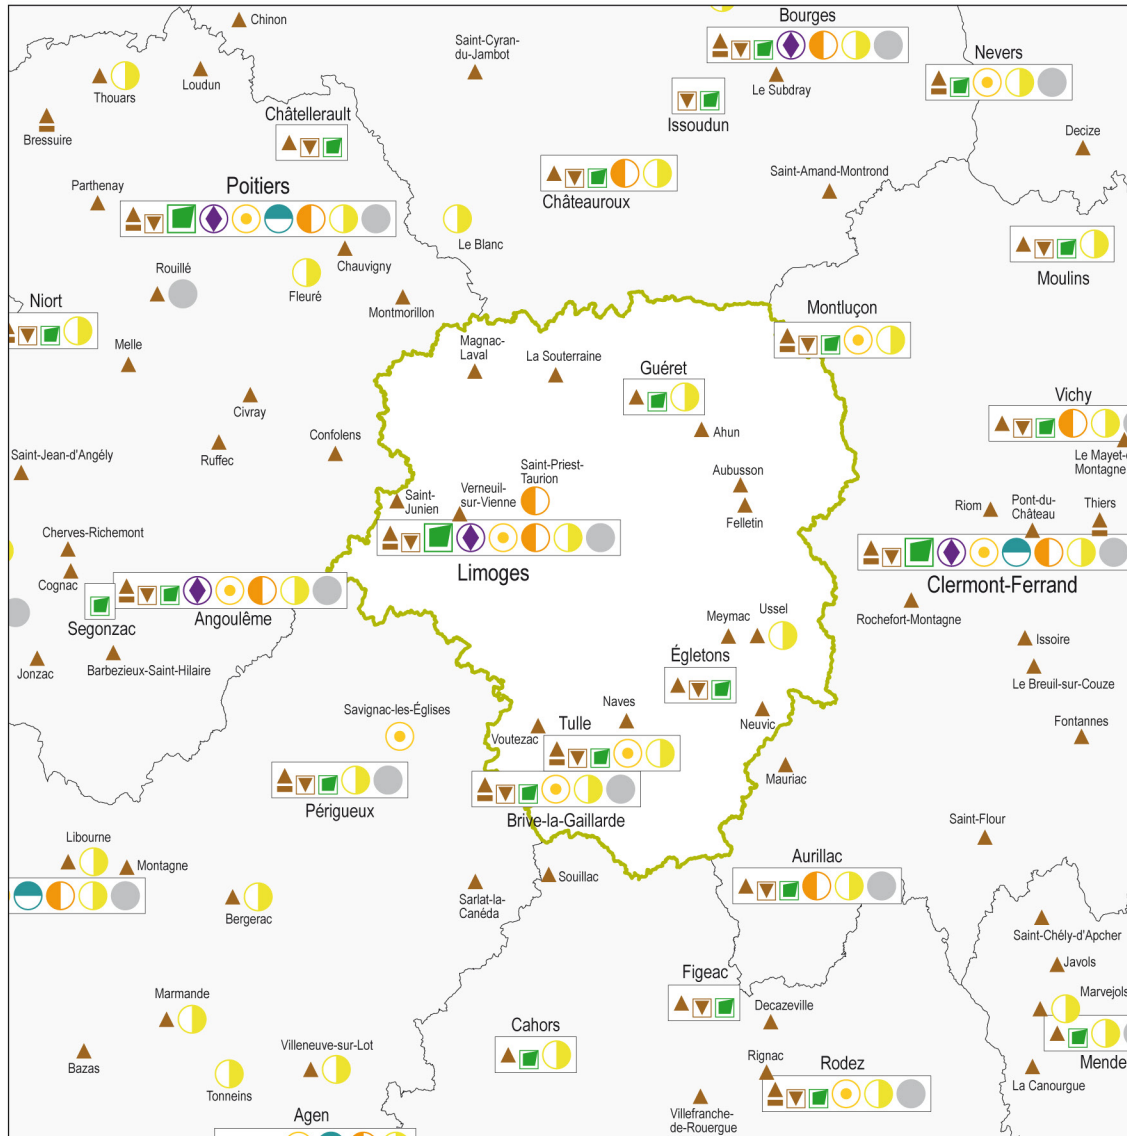 Chinon
Saint-Cyran-
du-Jambot
Bourges
Nevers
Thouars
Loudun
Le Subdray
Issoudun
Bressuire
Châtellerault
Decize
Parthenay
Poitiers
Châteauroux
Saint-Amand-Montrond
Le Blanc
Chauvigny
Rouillé
Fleuré
Moulins
Niort
Montmorillon
Montluçon
Melle
Magnac-
Laval
La Souterraine
Guéret
Civray
Vichy
Confolens
Ahun
Ruffec
Saint-Jean-d'Angély
Le Mayet-d
Montagne
Saint-Priest-
Taurion
Aubusson
Saint-
Junien
Verneuil-
sur-Vienne
Felletin
Riom
Pont-du-
Château
Thiers
Cherves-Richemont
Cognac
Limoges
Clermont-Ferrand
Segonzac
Angoulême
Rochefort-Montagne
Meymac
Ussel
Issoire
Jonzac
Barbezieux-Saint-Hilaire
Égletons
Le Breuil-sur-Couze
Savignac-les-Églises
Naves
Neuvic
Fontannes
Voutezac
Tulle
Mauriac
Périgueux
Brive-la-Gaillarde
Saint-Flour
Libourne
Montagne
Souillac
Aurillac
Sarlat-la-
Canéda
Bergerac
Saint-Chély-d'Apcher
Javols
Figeac
Marmande
Decazeville
Marvejols
Cahors
Bazas
Villeneuve-sur-Lot
Rignac
Rodez
Mende
Tonneins
La Canourgue
Agen
Villefranche-
de-Rouergue